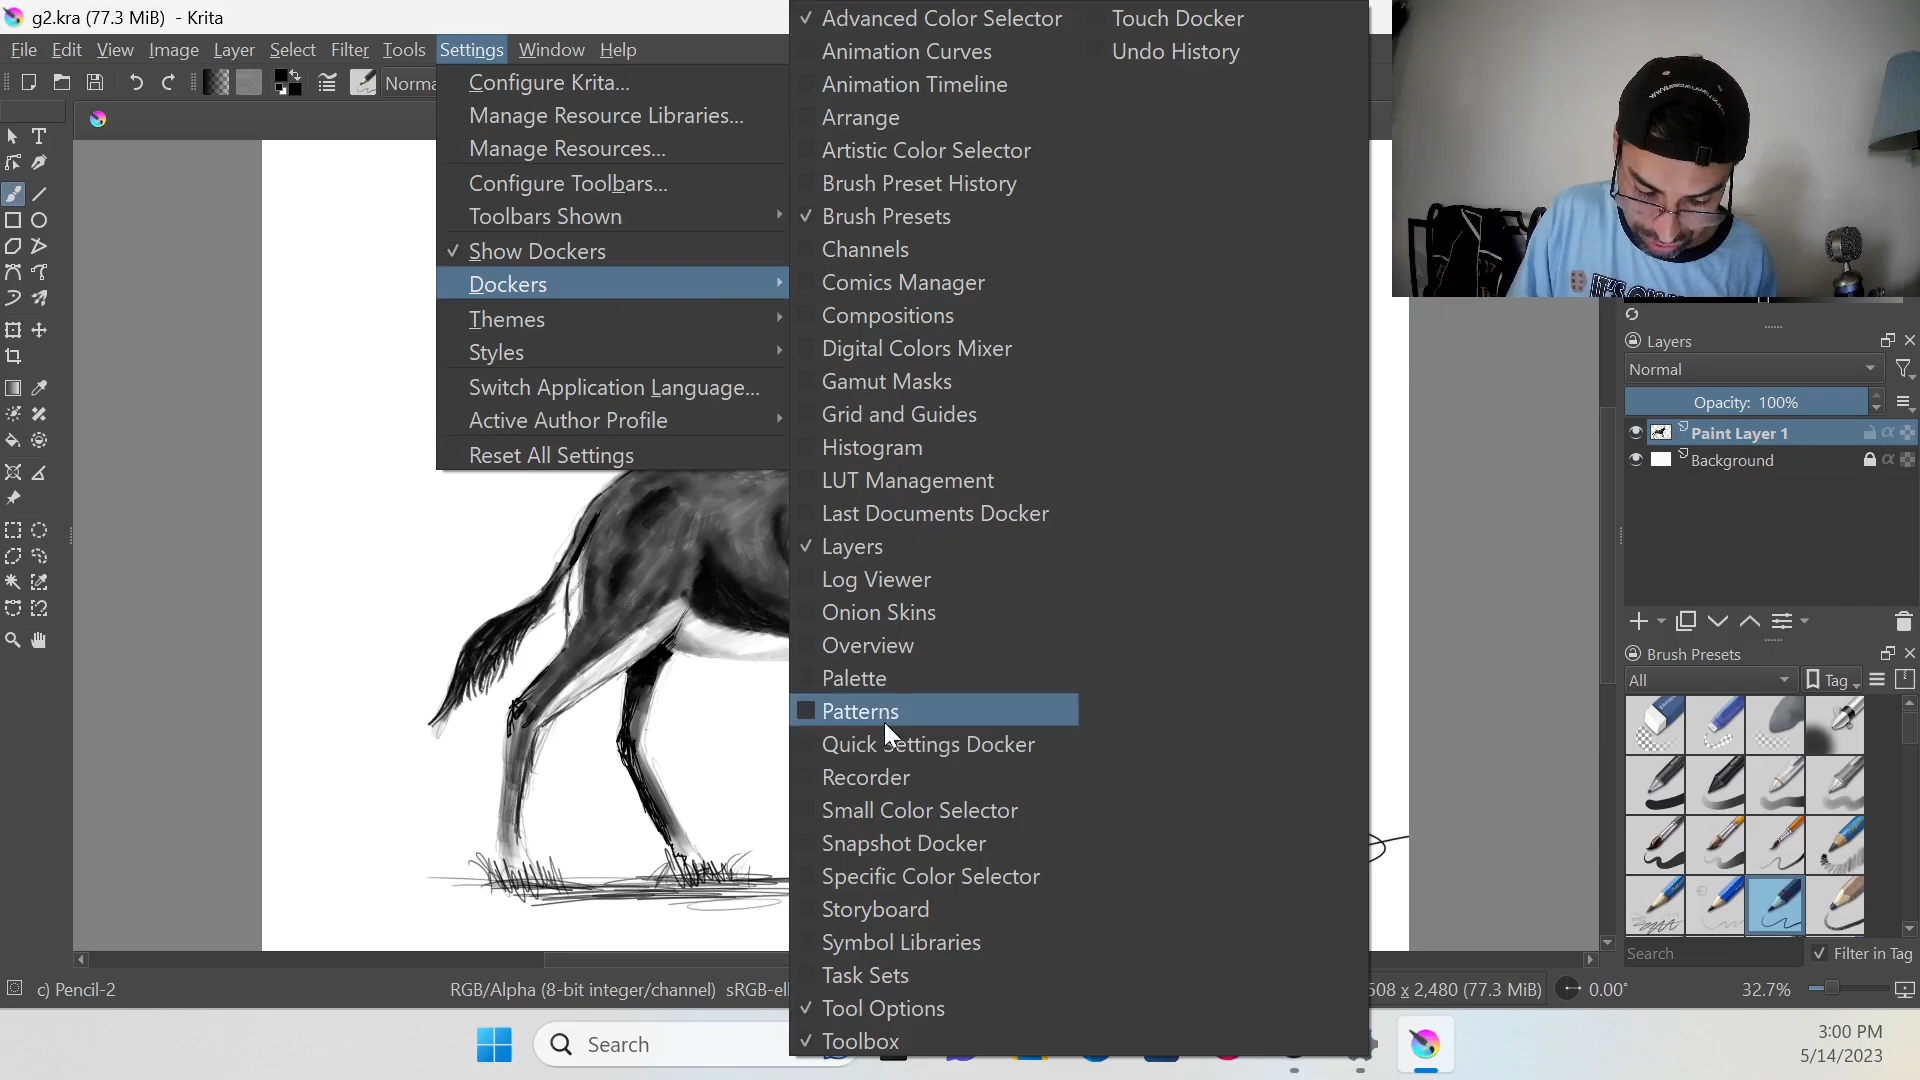 g2.kra (77.3 MiB) - Krita
File Edit View Image Layer Select Filter Tools Settings Window Help
Norma
Configure Krita...
Manage Resource Libraries...
Manage Resources...
Configure Toolbars...
Toolbars Shown
Show Dockers
Dockers
Themes
Styles
Switch Application Language...
Active Author Profile
Reset All Settings
Advanced Color Selector
Animation Curves
Animation Timeline
Arrange
Artistic Color Selector
Brush Preset History
Brush Presets
Channels
Comics Manager
Compositions
Digital Colors Mixer
Gamut Masks
Grid and Guides
Histogram
LUT Management
Last Documents Docker
Layers
Log Viewer
Onion Skins
Overview
Palette
Patterns
Quick Settings Docker
Recorder
Small Color Selector
Snapshot Docker
Specific Color Selector
Storyboard
Symbol Libraries
Task Sets
Tool Options
Toolbox
Touch Docker
Undo History
Layers
Normal
Opacity: 100%
Paint Layer 1
Background
Brush Presets
All
Tag
Search
Filter in Tag
c) Pencil-2
RGB/Alpha (8-bit integer/channel) sRGB-el
508 x 2,480 (77.3 MiB)
0.00°
32.7%
Search
3:00 PM
5/14/2023